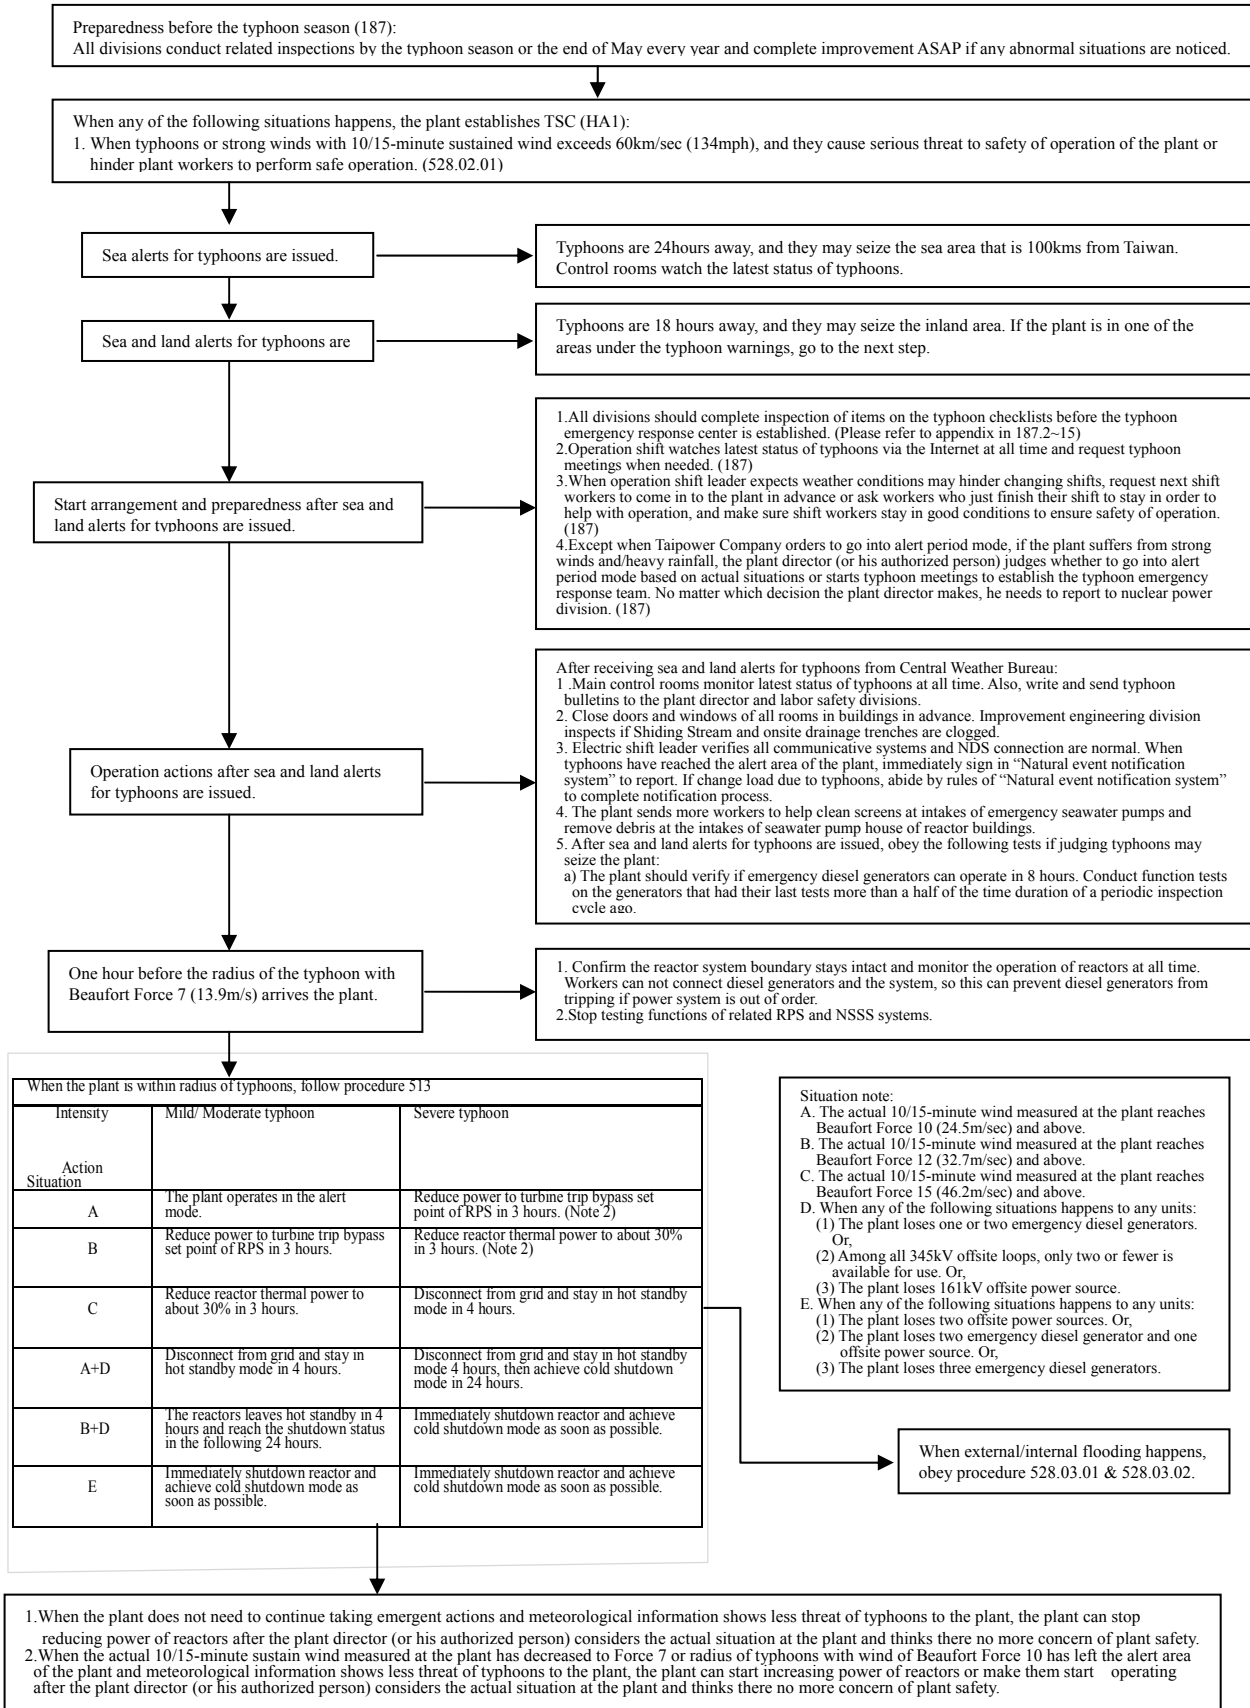 Preparedness before the typhoon season (187):
All divisions conduct related inspections by the typhoon season or the end of May every year and complete improvement ASAP if any abnormal situations are noticed.
When any of the following situations happens, the plant establishes TSC (HA1):
1. When typhoons or strong winds with 10/15-minute sustained wind exceeds 60km/sec (134mph), and they cause serious threat to safety of operation of the plant or
hinder plant workers to perform safe operation. (528.02.01)
Sea alerts for typhoons are issued.
Typhoons are 24hours away, and they may seize the sea area that is 100kms from Taiwan.
Control rooms watch the latest status of typhoons.
Sea and land alerts for typhoons are
Typhoons are 18 hours away, and they may seize the inland area. If the plant is in one of the
areas under the typhoon warnings, go to the next step.
Start arrangement and preparedness after sea and
land alerts for typhoons are issued.
1.All divisions should complete inspection of items on the typhoon checklists before the typhoon
emergency response center is established. (Please refer to appendix in 187.2~15)
2.Operation shift watches latest status of typhoons via the Internet at all time and request typhoon
meetings when needed. (187)
3.When operation shift leader expects weather conditions may hinder changing shifts, request next shift
workers to come in to the plant in advance or ask workers who just finish their shift to stay in order to
help with operation, and make sure shift workers stay in good conditions to ensure safety of operation.
(187)
4.Except when Taipower Company orders to go into alert period mode, if the plant suffers from strong
winds and/heavy rainfall, the plant director (or his authorized person) judges whether to go into alert
period mode based on actual situations or starts typhoon meetings to establish the typhoon emergency
response team. No matter which decision the plant director makes, he needs to report to nuclear power
division. (187)
Operation actions after sea and land alerts
for typhoons are issued.
After receiving sea and land alerts for typhoons from Central Weather Bureau:
1 .Main control rooms monitor latest status of typhoons at all time. Also, write and send typhoon
bulletins to the plant director and labor safety divisions.
2. Close doors and windows of all rooms in buildings in advance. Improvement engineering division
inspects if Shiding Stream and onsite drainage trenches are clogged.
3. Electric shift leader verifies all communicative systems and NDS connection are normal. When
typhoons have reached the alert area of the plant, immediately sign in “Natural event notification
system” to report. If change load due to typhoons, abide by rules of “Natural event notification system”
to complete notification process.
4. The plant sends more workers to help clean screens at intakes of emergency seawater pumps and
remove debris at the intakes of seawater pump house of reactor buildings.
5. After sea and land alerts for typhoons are issued, obey the following tests if judging typhoons may
seize the plant:
a) The plant should verify if emergency diesel generators can operate in 8 hours. Conduct function tests
on the generators that had their last tests more than a half of the time duration of a periodic inspection
cycle ago.
One hour before the radius of the typhoon with
Beaufort Force 7 (13.9m/s) arrives the plant.
1. Confirm the reactor system boundary stays intact and monitor the operation of reactors at all time.
Workers can not connect diesel generators and the system, so this can prevent diesel generators from
tripping if power system is out of order.
2.Stop testing functions of related RPS and NSSS systems.
When the plant is within radius of typhoons, follow procedure 513
Intensity
Action
Situation
Mild/ Moderate typhoon
Severe typhoon
A
The plant operates in the alert
mode.
Reduce power to turbine trip bypass set
point of RPS in 3 hours. (Note 2)
B
Reduce power to turbine trip bypass
set point of RPS in 3 hours.
Reduce reactor thermal power to about 30%
in 3 hours. (Note 2)
C
Reduce reactor thermal power to
about 30% in 3 hours.
Disconnect from grid and stay in hot standby
mode in 4 hours.
A+D
Disconnect from grid and stay in
hot standby mode in 4 hours.
Disconnect from grid and stay in hot standby
mode 4 hours, then achieve cold shutdown
mode in 24 hours.
B+D
The reactors leaves hot standby in 4
hours and reach the shutdown status
in the following 24 hours.
Immediately shutdown reactor and achieve
cold shutdown mode as soon as possible.
E
Immediately shutdown reactor and
achieve cold shutdown mode as
soon as possible.
Immediately shutdown reactor and achieve
cold shutdown mode as soon as possible.
Situation note:
A. The actual 10/15-minute wind measured at the plant reaches
Beaufort Force 10 (24.5m/sec) and above.
B. The actual 10/15-minute wind measured at the plant reaches
Beaufort Force 12 (32.7m/sec) and above.
C. The actual 10/15-minute wind measured at the plant reaches
Beaufort Force 15 (46.2m/sec) and above.
D. When any of the following situations happens to any units:
(1) The plant loses one or two emergency diesel generators.
Or,
(2) Among all 345kV offsite loops, only two or fewer is
available for use. Or,
(3) The plant loses 161kV offsite power source.
E. When any of the following situations happens to any units:
(1) The plant loses two offsite power sources. Or,
(2) The plant loses two emergency diesel generator and one
offsite power source. Or,
(3) The plant loses three emergency diesel generators.
When external/internal flooding happens,
obey procedure 528.03.01 & 528.03.02.
1.When the plant does not need to continue taking emergent actions and meteorological information shows less threat of typhoons to the plant, the plant can stop
reducing power of reactors after the plant director (or his authorized person) considers the actual situation at the plant and thinks there no more concern of plant safety.
2.When the actual 10/15-minute sustain wind measured at the plant has decreased to Force 7 or radius of typhoons with wind of Beaufort Force 10 has left the alert area
of the plant and meteorological information shows less threat of typhoons to the plant, the plant can start increasing power of reactors or make them start operating
after the plant director (or his authorized person) considers the actual situation at the plant and thinks there no more concern of plant safety.